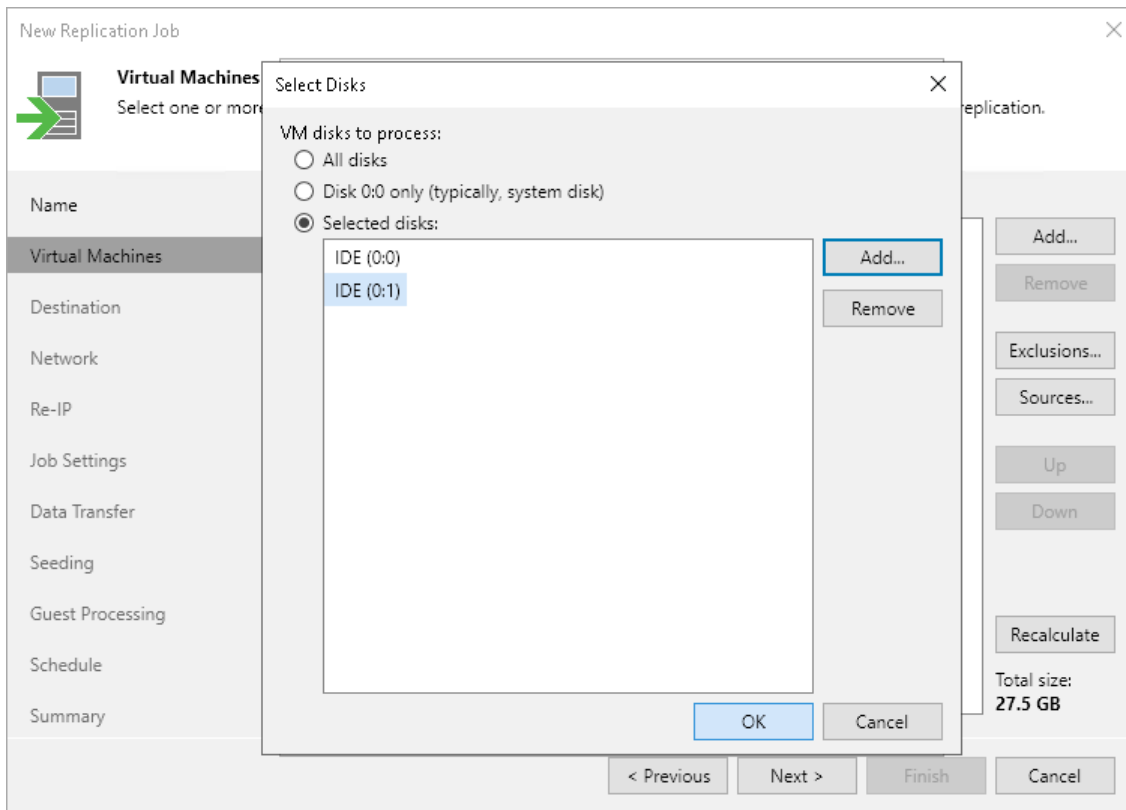 New Replication Job
Virtual Machines
Select one or more
replication.
Name
Virtual Machines
Destination
Network
Re-IP
Job Settings
Data Transfer
Seeding
Guest Processing
Schedule
Summary
Select Disks
VM disks to process:
All disks
Disk 0:0 only (typically, system disk)
Selected disks:
IDE (0:0)
IDE (0:1)
Add...
Remove
OK
Cancel
Add...
Remove
Exclusions...
Sources...
Up
Down
Recalculate
Total size:
27.5 GB
< Previous
Next >
Finish
Cancel